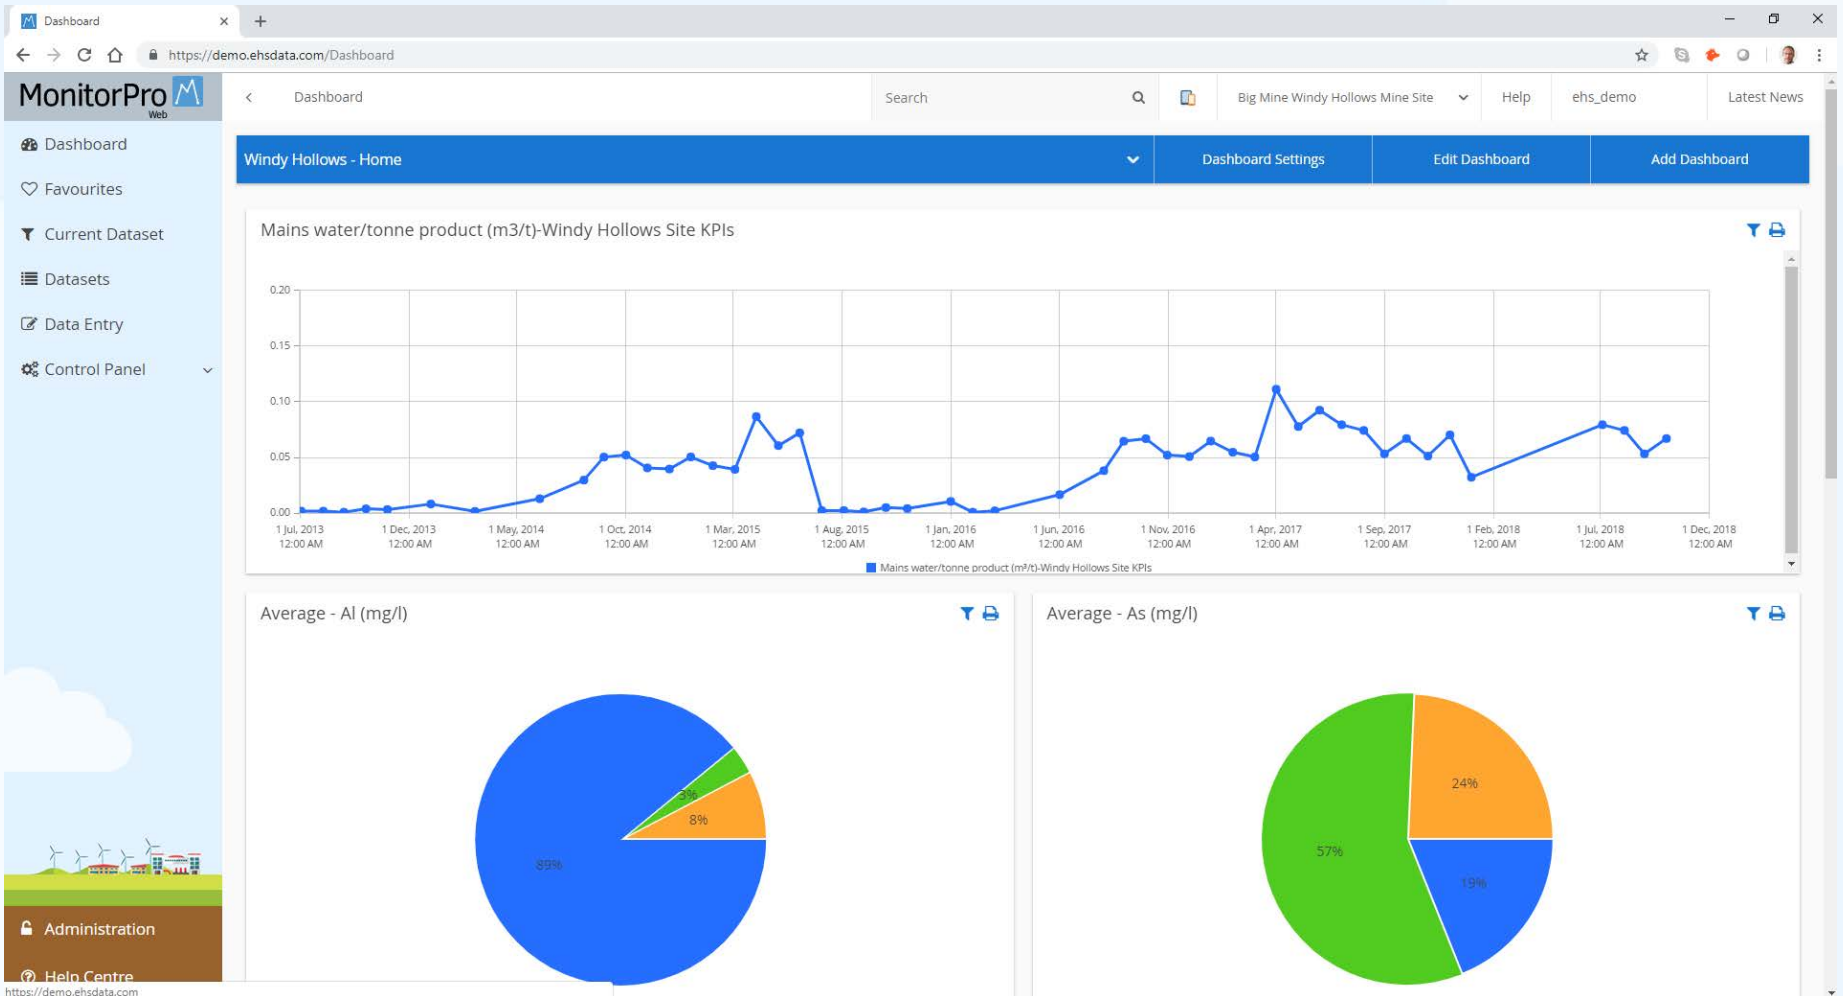 Dashboard
https://demo.ehsdata.com/Dashboard
MonitorPro
Web
Dashboard
Search
Big Mine Windy Hollows Mine Site
Help
ehs_demo
Latest News
Dashboard
Favourites
Current Dataset
Datasets
Data Entry
Control Panel
Windy Hollows - Home
Dashboard Settings
Edit Dashboard
Add Dashboard
Mains water/tonne product (m3/t)-Windy Hollows Site KPIs
0.20
0.15
0.10
0.05
0.00
1 Jul, 2013 1 Dec, 2013 1 May, 2014 1 Oct, 2014 1 Mar, 2015 1 Aug, 2015 1 Jan, 2016 1 Jun, 2016 1 Nov, 2016 1 Apr, 2017 1 Sep, 2017 1 Feb, 2018 1 Jul, 2018 1 Dec, 2018
12:00 AM 12:00 AM 12:00 AM 12:00 AM 12:00 AM 12:00 AM 12:00 AM 12:00 AM 12:00 AM 12:00 AM 12:00 AM 12:00 AM 12:00 AM 12:00 AM
Mains water/tonne product (m³/t)-Windy Hollows Site KPIs
Average - Al (mg/l)
3%
8%
89%
Average - As (mg/l)
24%
57%
19%
Administration
Help Centre
https://demo.ehsdata.com